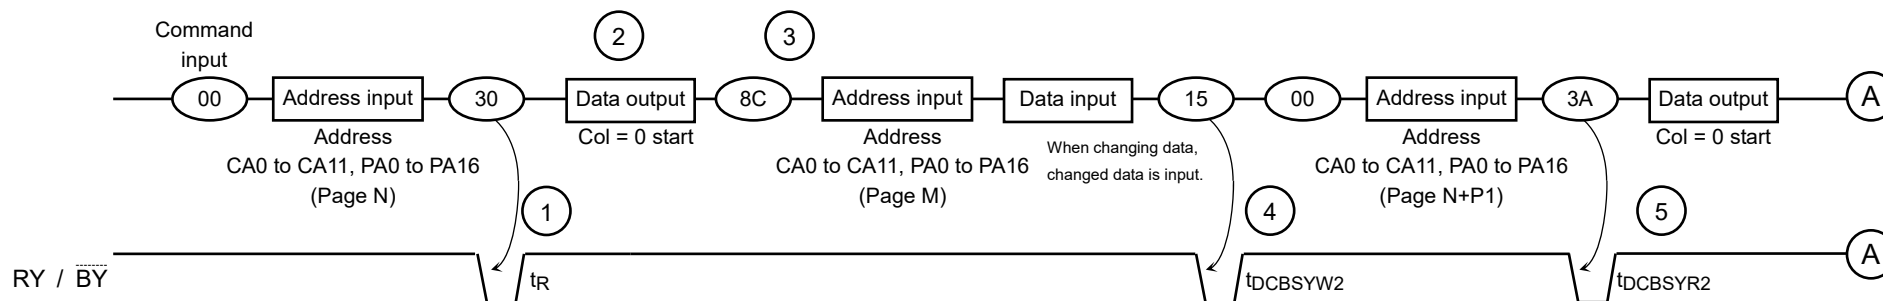 Command
input
2
3
00
Address input
30
Data output
8C
Address input
Data input
15
00
Address input
3A
Data output
A
Address
CA0 to CA11, PA0 to PA16
(Page N)
Col = 0 start
Address
CA0 to CA11, PA0 to PA16
(Page M)
When changing data,
changed data is input.
Address
CA0 to CA11, PA0 to PA16
(Page N+P1)
Col = 0 start
1
4
5
RY / BY
tR
tDCBSYW2
tDCBSYR2
A